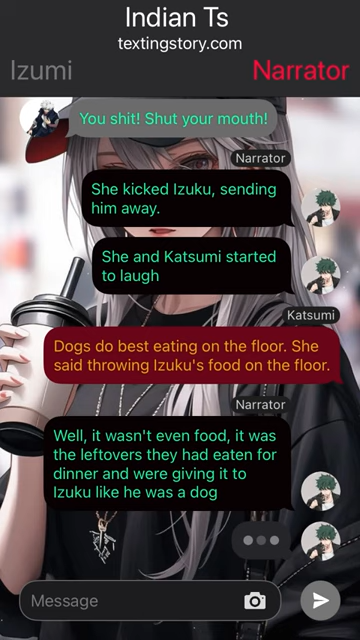 Indian Ts
textingstory.com
Izumi
Narrator
You shit! Shut your mouth!
Narrator
She kicked Izuku, sending
him away.
She and Katsumi started
to laugh
Katsumi
Dogs do best eating on the floor. She
said throwing Izuku's food on the floor.
Narrator
Well, it wasn't even food, it was
the leftovers they had eaten for
dinner and were giving it to
Izuku like he was a dog
Message